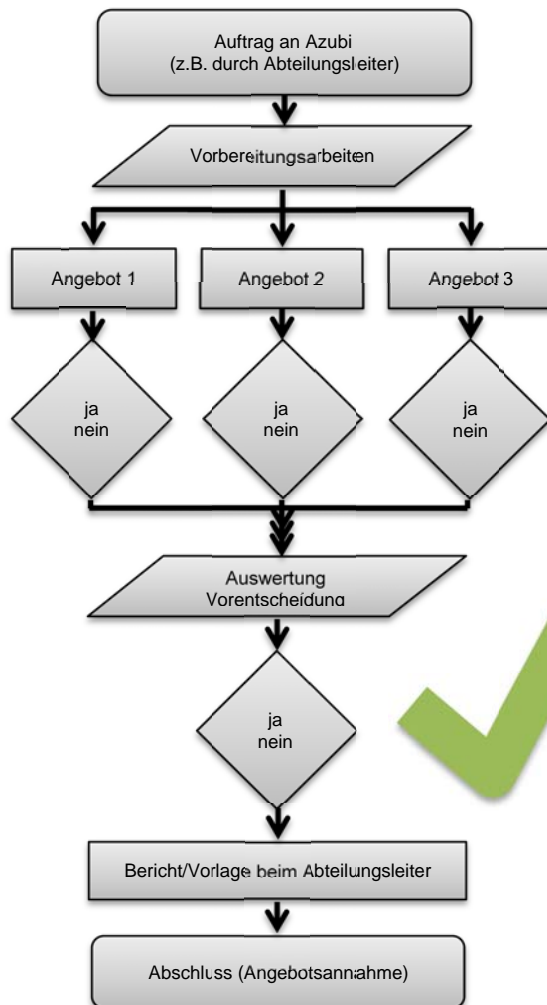 Auftrag an Azubi
(z.B. durch Abteilungsleiter)
Vorbereitungsarbeiten
Angebot 1
Angebot 2
Angebot 3
ja
nein
ja
nein
ja
nein
Auswertung
Vorentscheidung
ja
nein
Bericht/Vorlage beim Abteilungsleiter
Abschluss (Angebotsannahme)